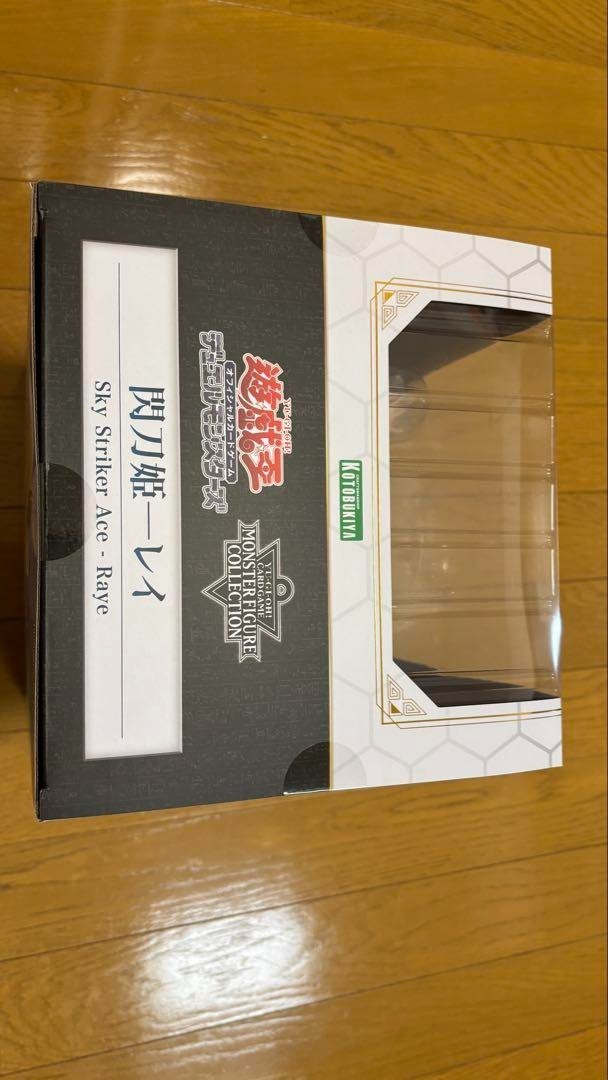 KOTOBUKIYA
YU-GI-OH!
遊戯王
オフィシャルカードゲーム
デュエルモンスターズ
YU-GI-OH!
CARD GAME
MONSTER FIGURE
COLLECTION
閃刀姫－レイ
Sky Striker Ace - Raye